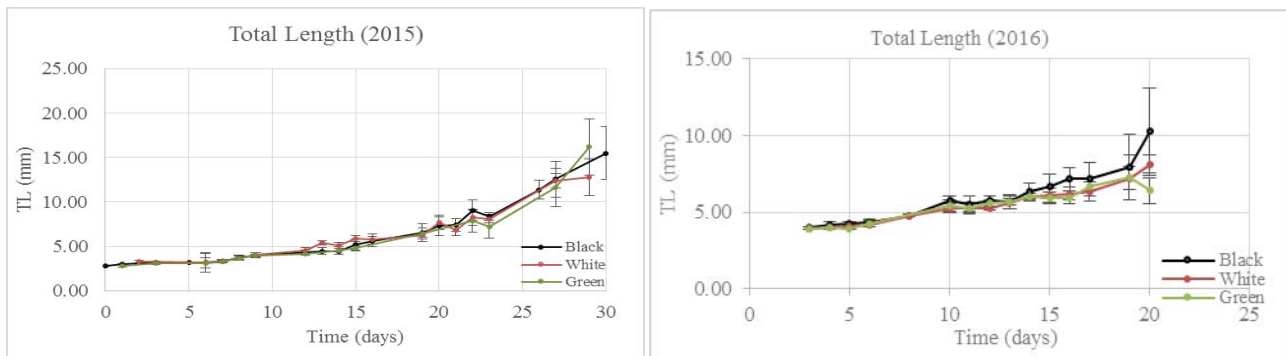 Total Length (2015)
25.00
20.00
15.00
10.00
5.00
0.00
TL (mm)
0 5 10 15 20 25 30
Time (days)
Black
White
Green
Total Length (2016)
15.00
10.00
5.00
0.00
TL (mm)
0 5 10 15 20 25
Time (days)
Black
White
Green